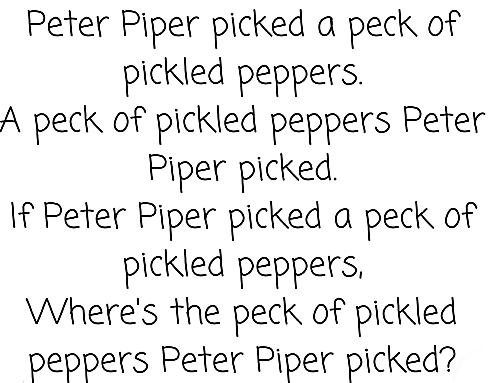 Peter Piper picked a peck of
pickled peppers.
A peck of pickled peppers Peter
Piper picked.
If Peter Piper picked a peck of
pickled peppers,
Where's the peck of pickled
peppers Peter Piper picked?